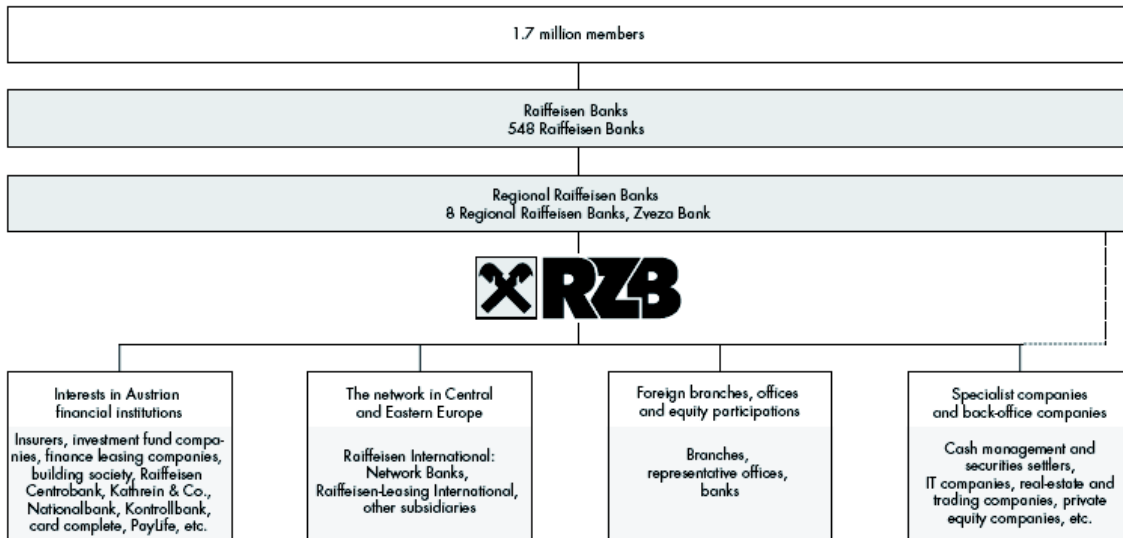 1.7 million members
Raiffeisen Banks
548 Raiffeisen Banks
Regional Raiffeisen Banks
8 Regional Raiffeisen Banks, Zveza Bank
RZB
Interests in Austrian
financial institutions
Insurers, investment fund compa-
nies, finance leasing companies,
building society, Raiffeisen
Centrobank, Kathrein & Co.,
Nationalbank, Kontrollbank,
card complete, PayLife, etc.
The network in Central
and Eastern Europe
Raiffeisen International:
Network Banks,
Raiffeisen-Leasing International,
other subsidiaries
Foreign branches, offices
and equity participations
Branches,
representative offices,
banks
Specialist companies
and back-office companies
Cash management and
securities settlers,
IT companies, real-estate and
trading companies, private
equity companies, etc.